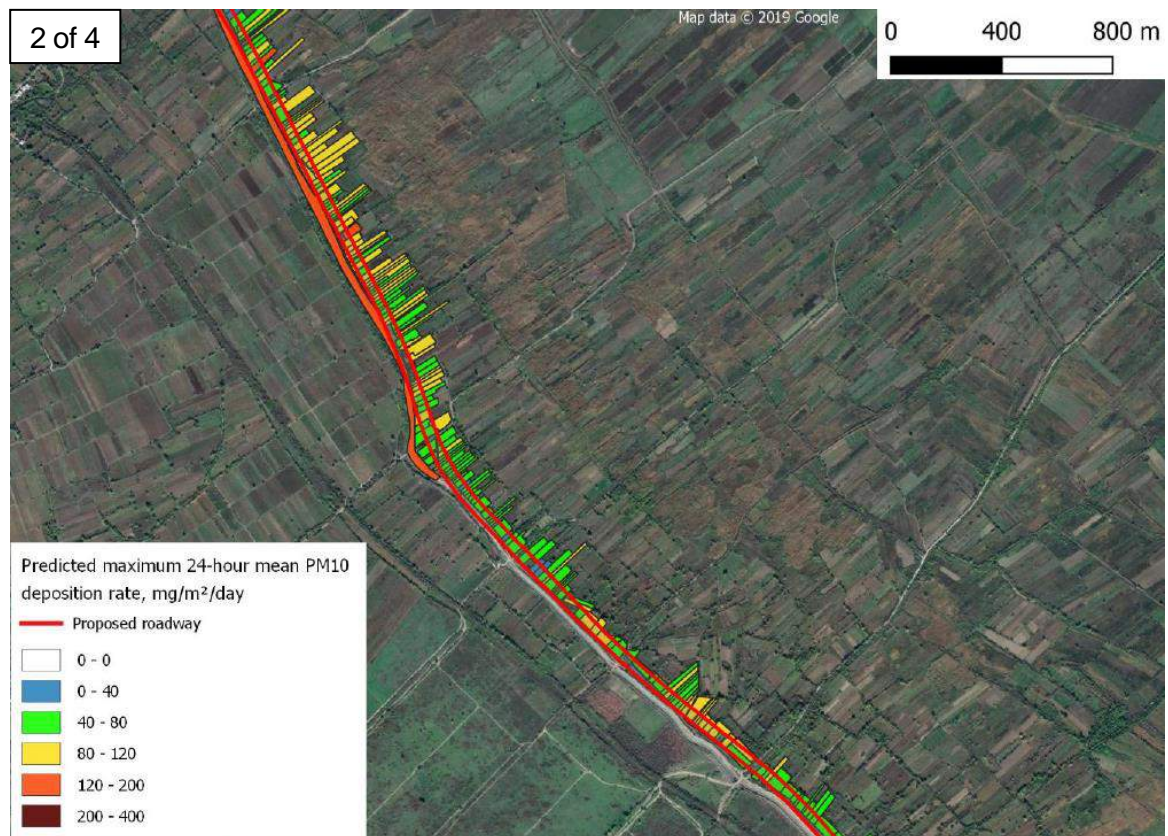 2 of 4
Map data © 2019 Google
0 400 800 m
Predicted maximum 24-hour mean PM10
deposition rate, mg/m²/day
Proposed roadway
0 - 0
0 - 40
40 - 80
80 - 120
120 - 200
200 - 400